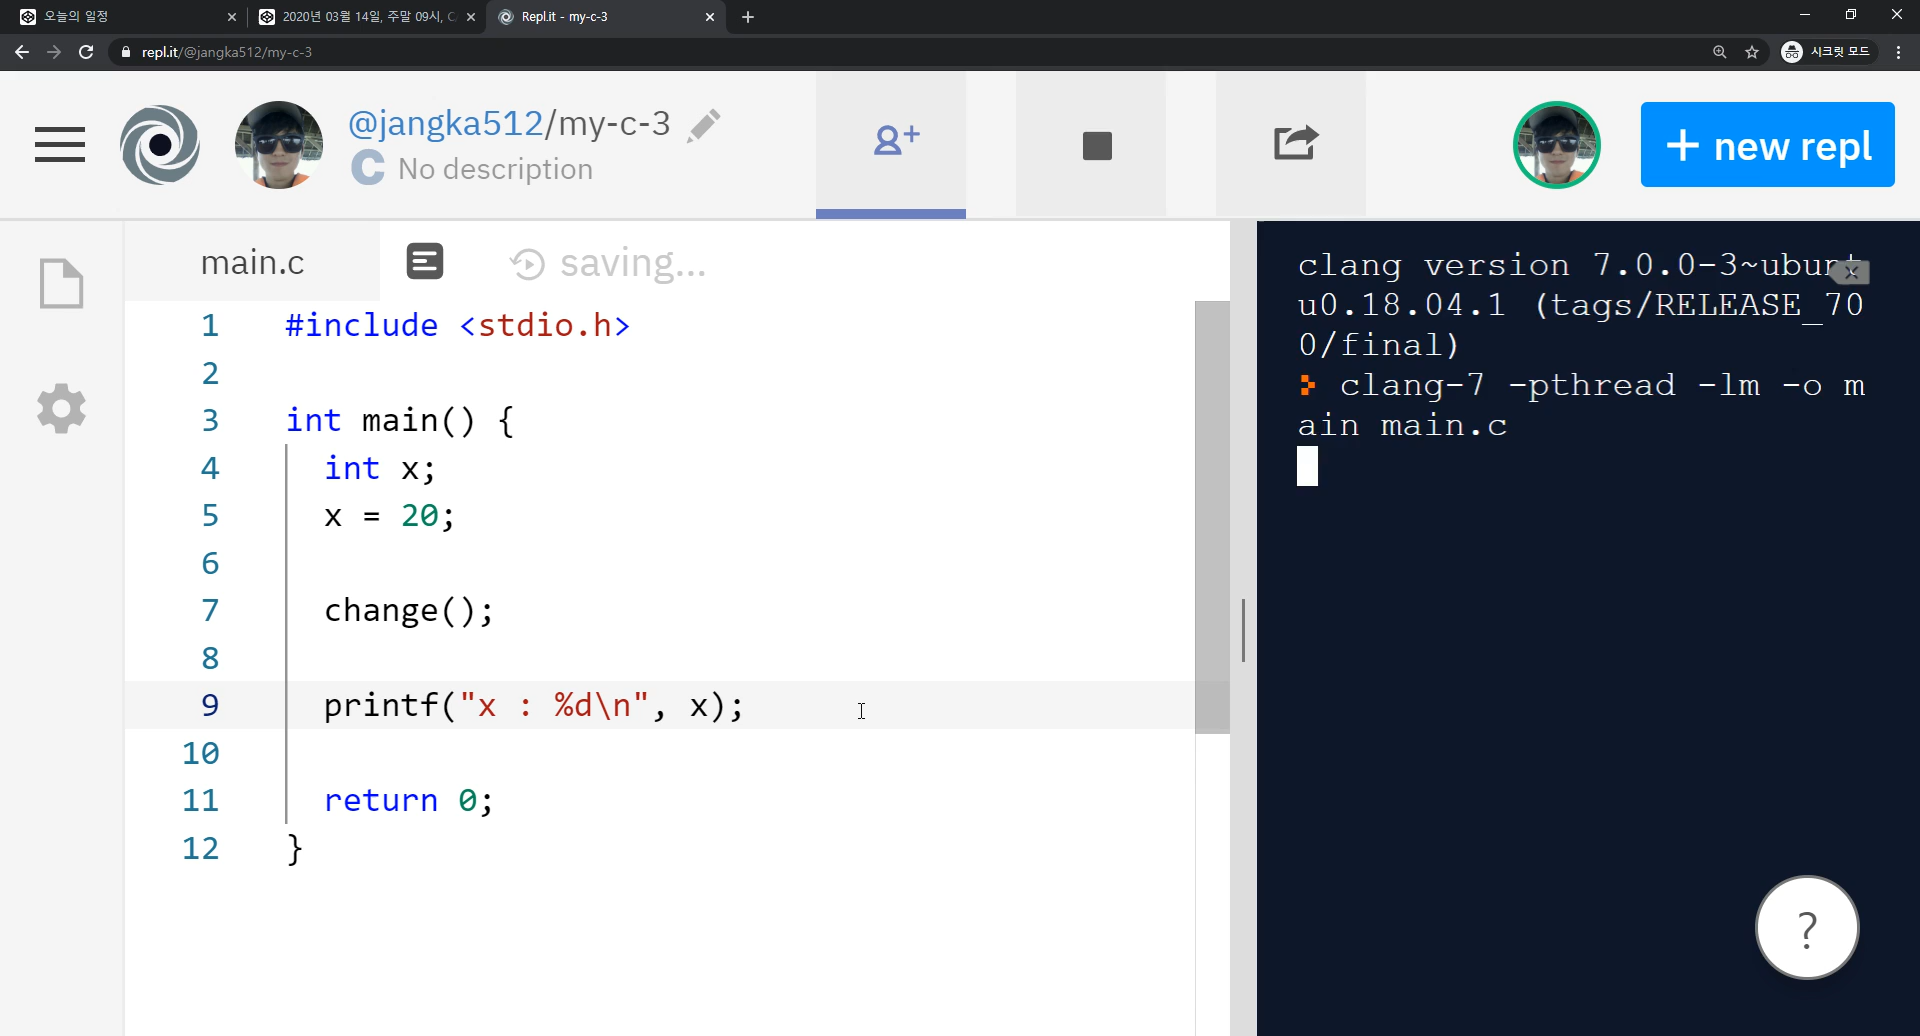 오늘의 일정
2020년 03월 14일, 주말 09시, C
Repl.it - my-c-3
repl.it/@jangka512/my-c-3
시크릿 모드
@jangka512/my-c-3
C No description
+ new repl
main.c
saving...
clang version 7.0.0-3~ubunt
u0.18.04.1 (tags/RELEASE_70
0/final)
clang-7 -pthread -lm -o m
ain main.c
1 #include <stdio.h>
2
3 int main() {
4 int x;
5 x = 20;
6
7 change();
8
9 printf("x : %d\n", x);
10
11 return 0;
12 }
?